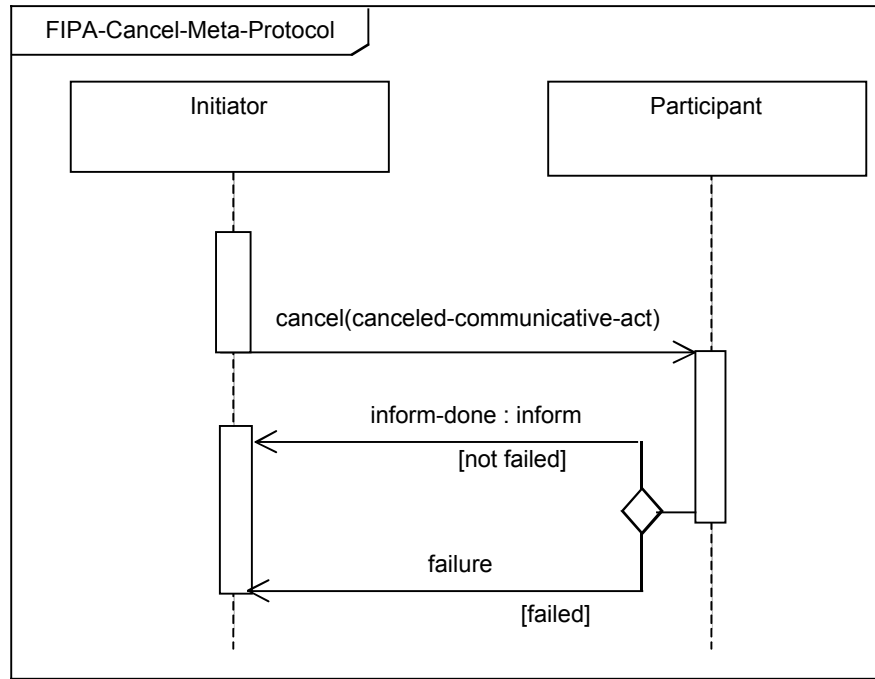 FIPA-Cancel-Meta-Protocol
Initiator
Participant
cancel(canceled-communicative-act)
inform-done : inform
[not failed]
failure
[failed]